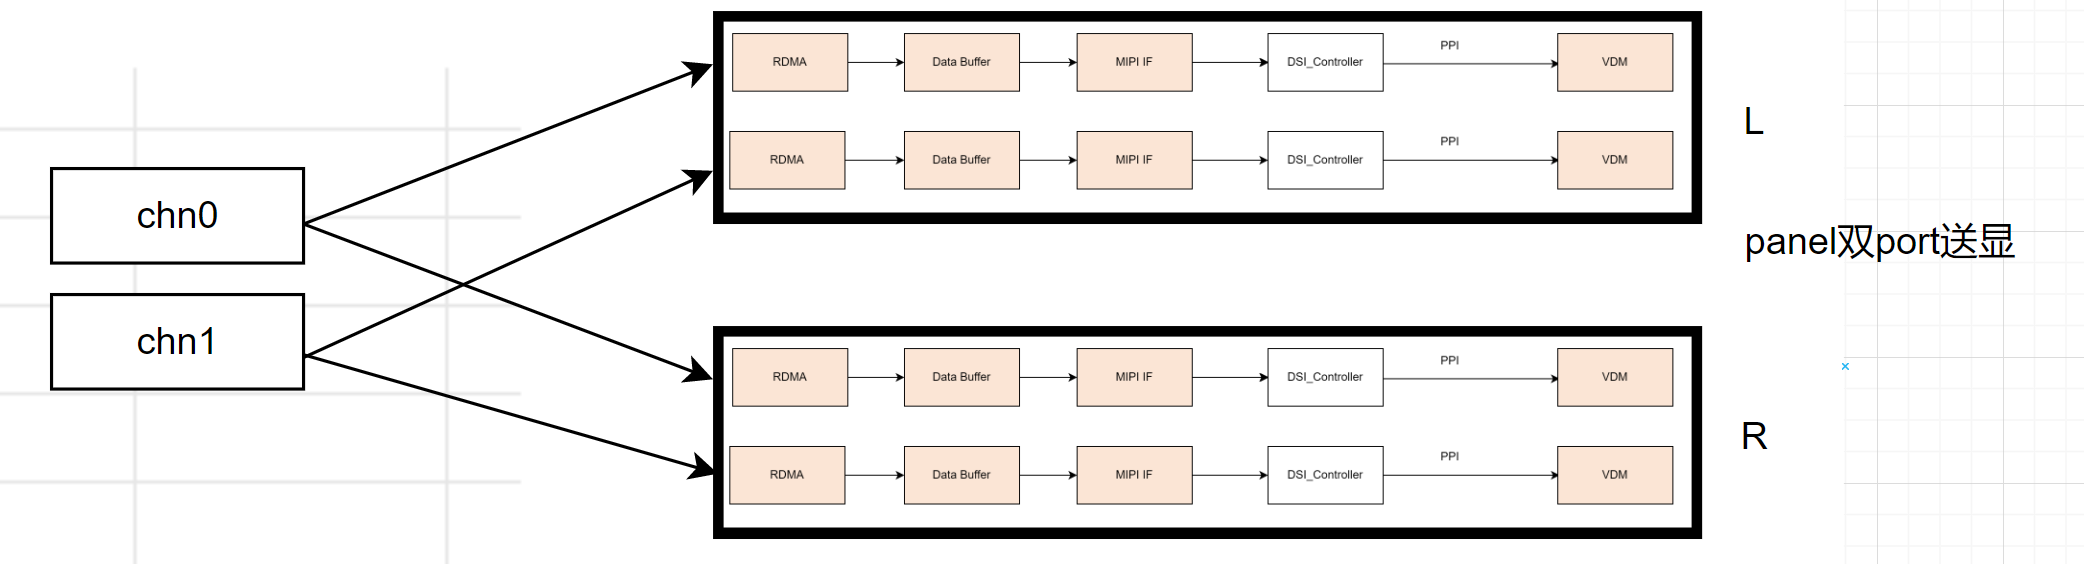 PPI
RDMA
Data Buffer
MIPI IF
DSI_Controller
VDM
L
PPI
RDMA
Data Buffer
MIPI IF
DSI_Controller
VDM
chn0
panel双port送显
chn1
PPI
RDMA
Data Buffer
MIPI IF
DSI_Controller
VDM
R
PPI
RDMA
Data Buffer
MIPI IF
DSI_Controller
VDM